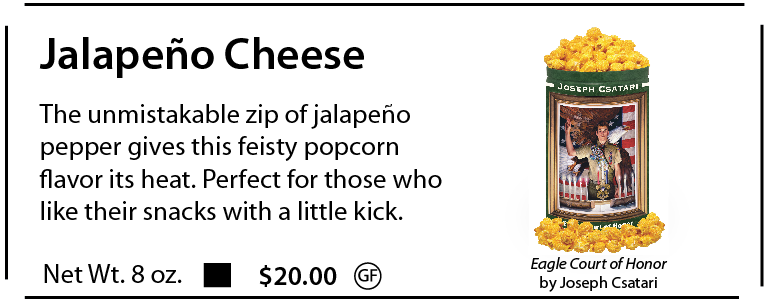 Jalapeño Cheese
The unmistakable zip of jalapeño
pepper gives this feisty popcorn
flavor its heat. Perfect for those who
like their snacks with a little kick.
Net Wt. 8 oz. $20.00 GF
JOSEPH CSATARI
of Honor
Eagle Court of Honor
by Joseph Csatari